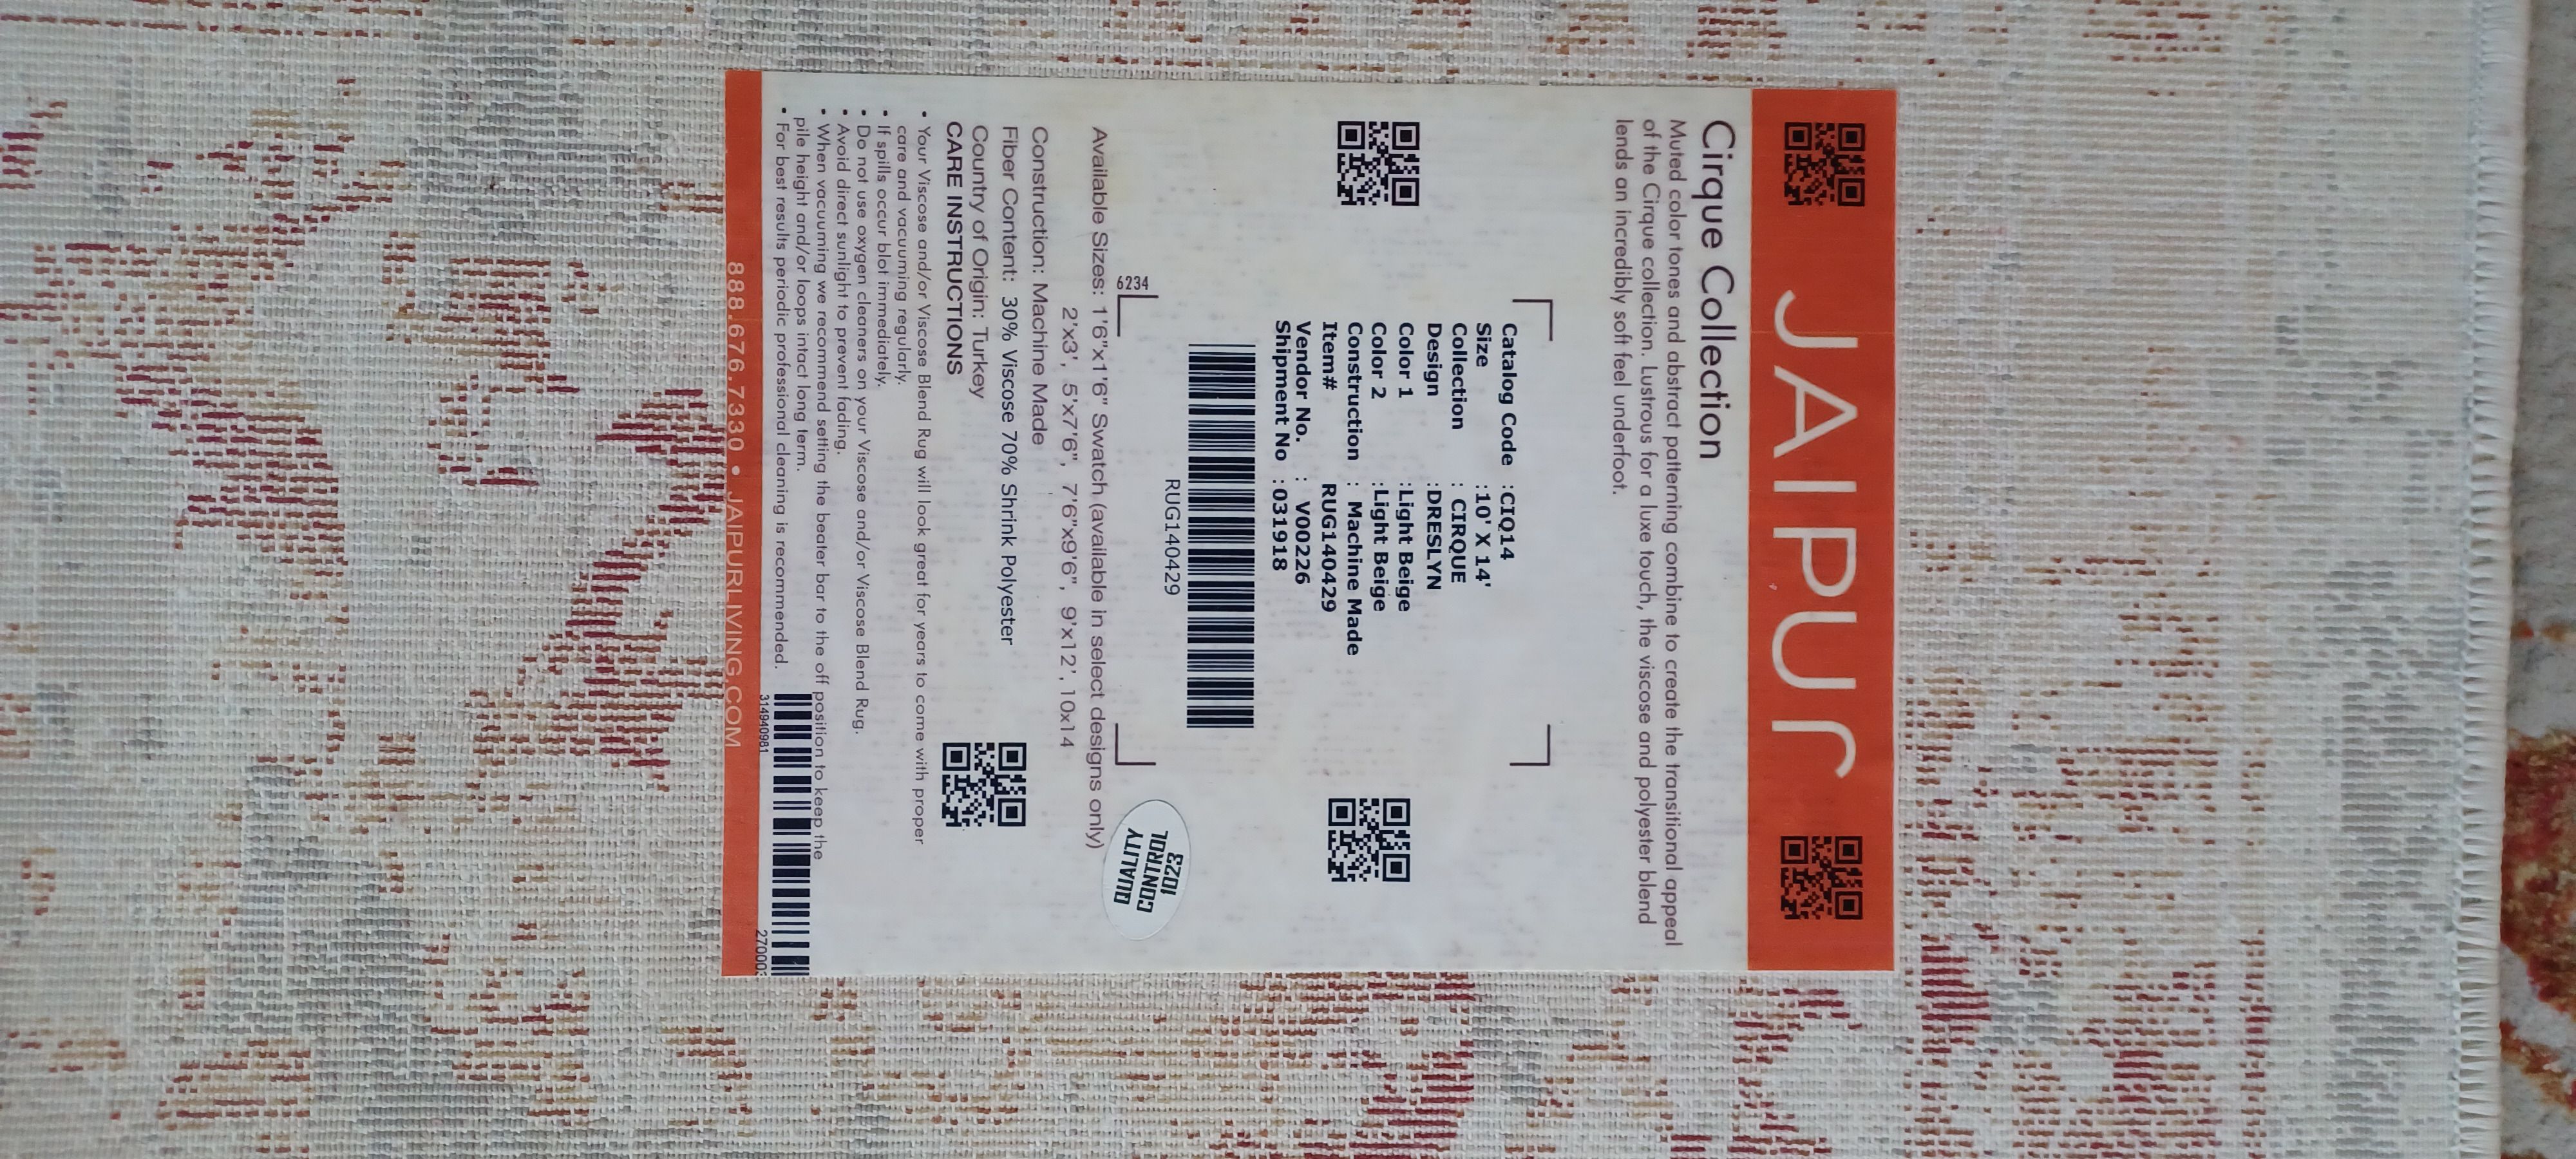 JAIPUR
Cirque Collection
Muted color tones and abstract patterning combine to create the transitional appeal
of the Cirque collection. Lustrous for a luxe touch, the viscose and polyester blend
lends an incredibly soft feel underfoot.
Catalog Code :CIQ14
Size :10' X 14'
Collection : CIRQUE
Design :DRESLYN
Color 1 :Light Beige
Color 2 :Light Beige
Construction : Machine Made
Item# RUG140429
Vendor No. : V00226
Shipment No :031918
RUG140429
6234
QUALITY
CONTROL
ID23
Available Sizes: 1'6"x1'6" Swatch (available in select designs only)
2'x3', 5'x7'6", 7'6"x9'6", 9'x12', 10x14
Construction: Machine Made
Fiber Content: 30% Viscose 70% Shrink Polyester
Country of Origin: Turkey
CARE INSTRUCTIONS
• Your Viscose and/or Viscose Blend Rug will look great for years to come with proper
care and vacuuming regularly.
• If spills occur blot immediately.
• Do not use oxygen cleaners on your Viscose and/or Viscose Blend Rug.
• Avoid direct sunlight to prevent fading.
• When vacuuming we recommend setting the beater bar to the off position to keep the
pile height and/or loops intact long term.
• For best results periodic professional cleaning is recommended.
314940981
27000
888.676.7330 • JAIPURLIVING.COM